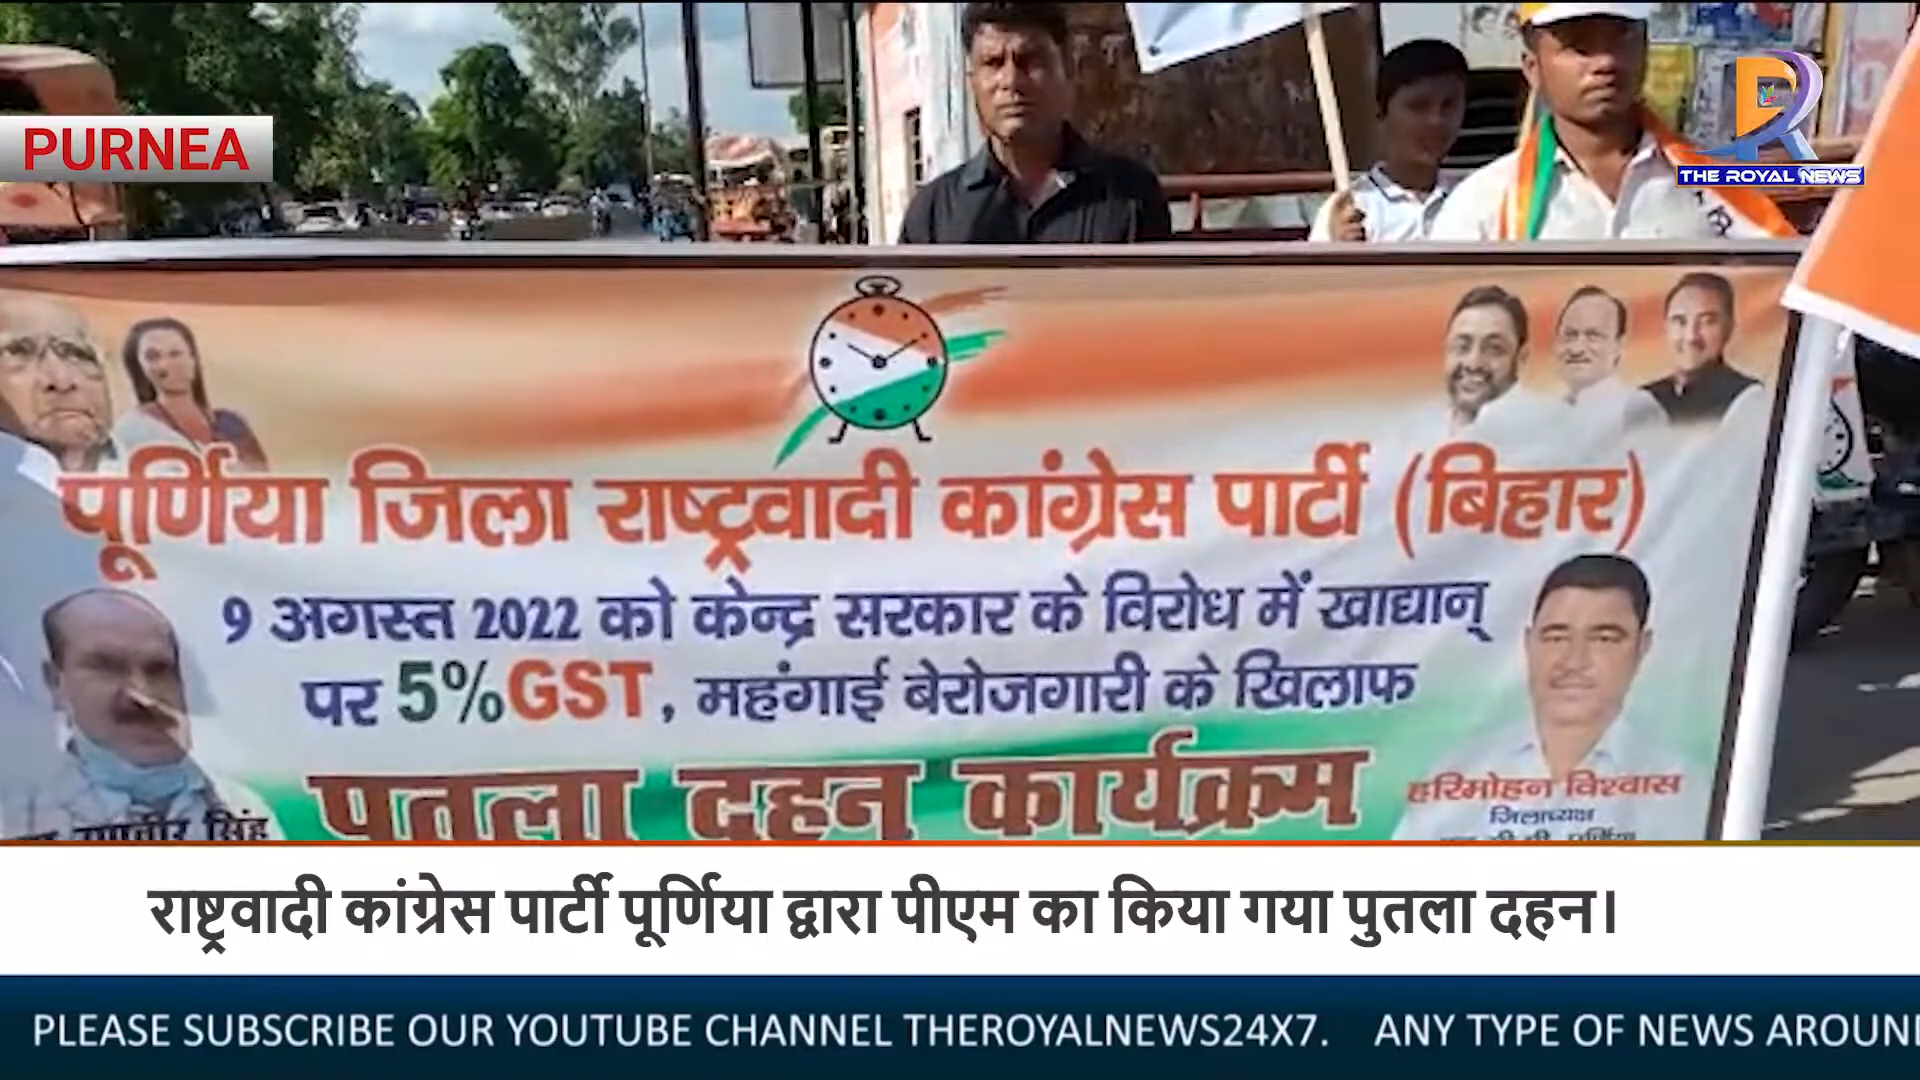 PURNEA
THE ROYAL NEWS
पूर्णिया जिला राष्ट्रवादी कांग्रेस पार्टी (बिहार)
9 अगस्त 2022 को केन्द्र सरकार के विरोध में खाद्यान्
पर 5%GST, महंगाई बेरोजगारी के खिलाफ
पुतला दहन कार्यक्रम
सिंह
हरिमोहन विश्वास
जिलाध्यक्ष
राष्ट्रवादी कांग्रेस पार्टी पूर्णिया द्वारा पीएम का किया गया पुतला दहन।
PLEASE SUBSCRIBE OUR YOUTUBE CHANNEL THEROYALNEWS24X7. ANY TYPE OF NEWS AROUN